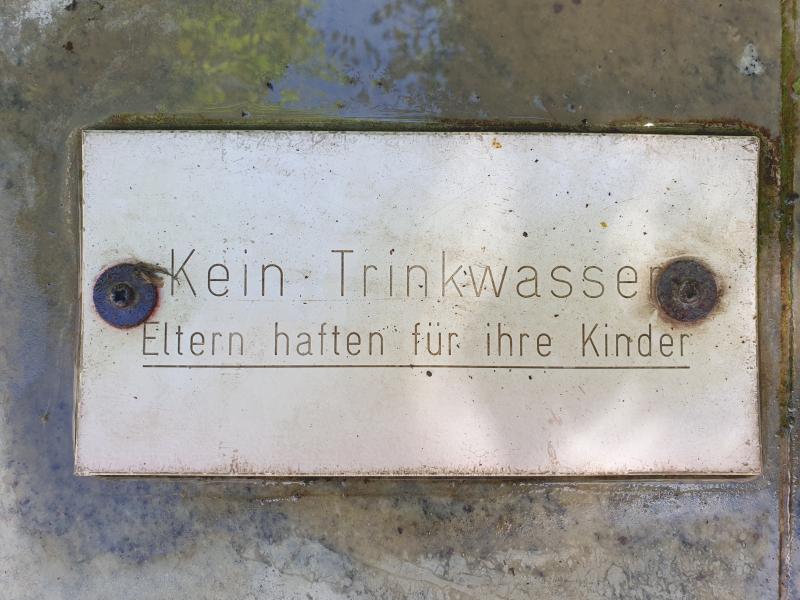 Kein Trinkwasser
Eltern haften für ihre Kinder